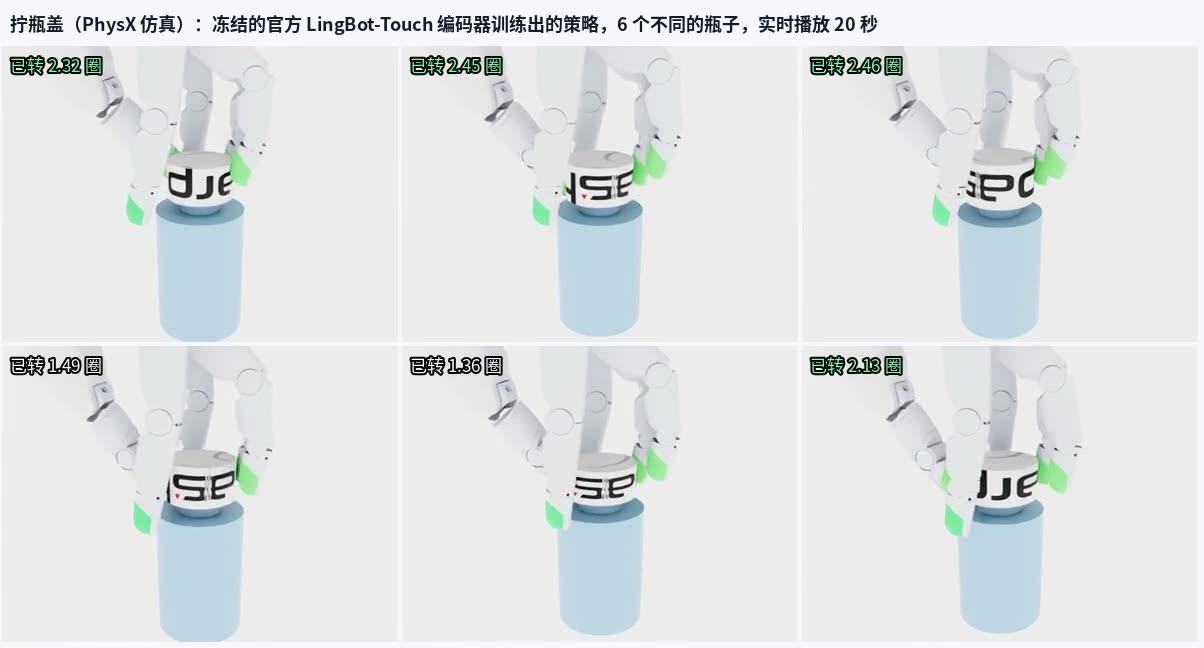 拧瓶盖（PhysX 仿真）：冻结的官方 LingBot-Touch 编码器训练出的策略，6 个不同的瓶子，实时播放 20 秒
已转 2.32 圈
已转 2.45 圈
已转 2.46 圈
已转 1.49 圈
已转 1.36 圈
已转 2.13 圈